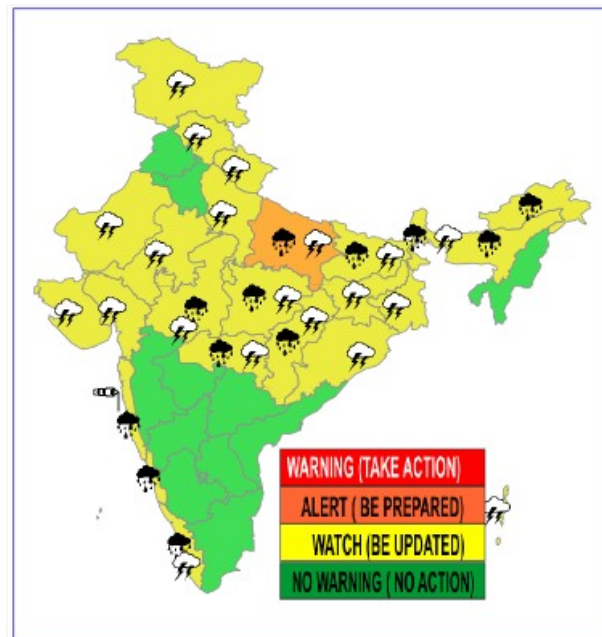 WARNING (TAKE ACTION)
ALERT ( BE PREPARED)
WATCH (BE UPDATED)
NO WARNING ( NO ACTION)